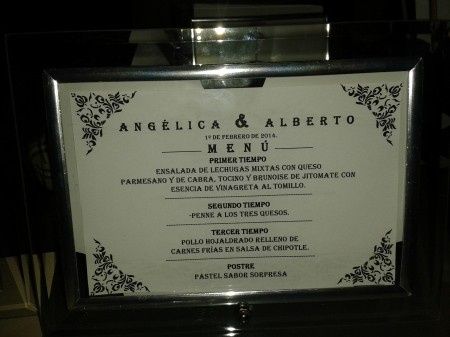 ANGÉLICA & ALBERTO
1º DE FEBRERO DE 2014.
MENÚ
PRIMER TIEMPO
ENSALADA DE LECHUGAS MIXTAS CON QUESO
PARMESANO Y DE CABRA, TOCINO Y BRUNOISE DE JITOMATE CON
ESENCIA DE VINAGRETA AL TOMILLO.
SEGUNDO TIEMPO
-PENNE A LOS TRES QUESOS.
TERCER TIEMPO
POLLO HOJALDRADO RELLENO DE
CARNES FRÍAS EN SALSA DE CHIPOTLE.
POSTRE
PASTEL SABOR SORPRESA